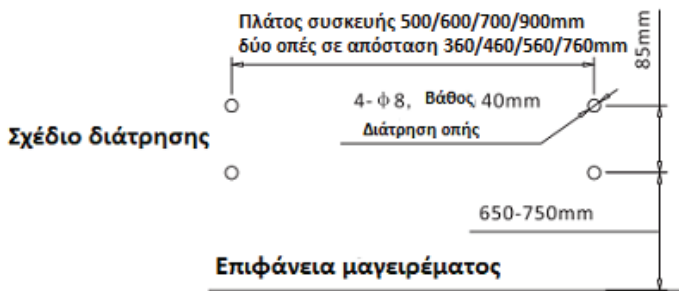 Πλάτος συσκευής 500/600/700/900mm
δύο οπές σε απόσταση 360/460/560/760mm
85mm
4-ϕ8, Βάθος, 40mm
Διάτρηση οπής
Σχέδιο διάτρησης
650-750mm
Επιφάνεια μαγειρέματος